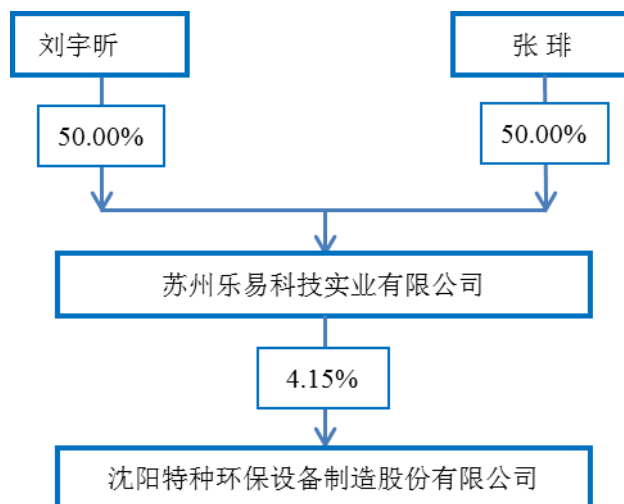 刘宇昕
张 琲
50.00%
50.00%
苏州乐易科技实业有限公司
4.15%
沈阳特种环保设备制造股份有限公司